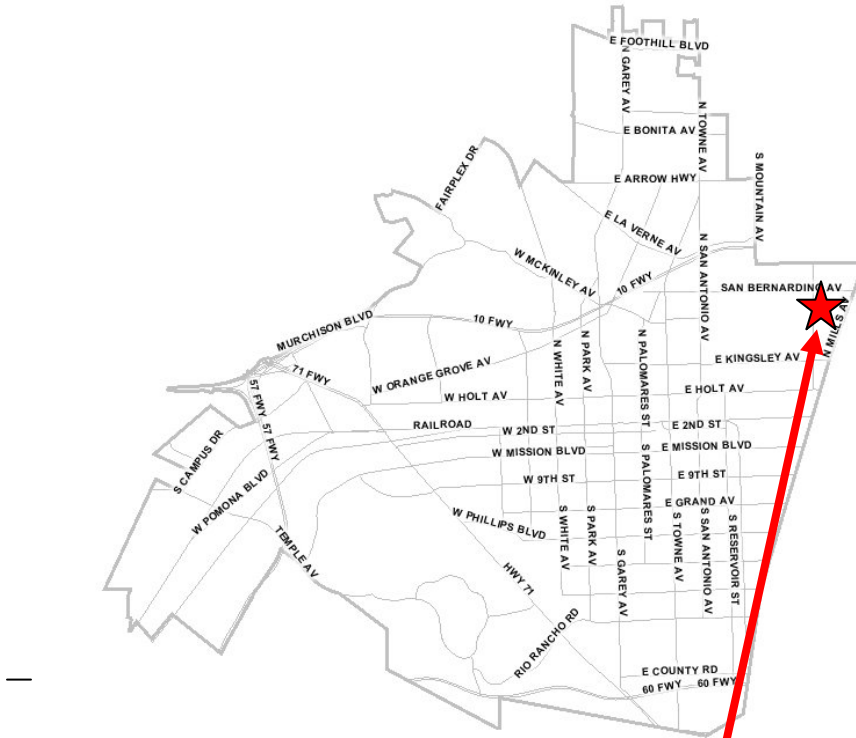 E FOOTHILL BLVD
N GAREY AV
N TOWNE AV
E BONITA AV
S MOUNTAIN AV
FAIRPLEX DR
E ARROW HWY
E LA VERNE AV
N SAN ANTONIO AV
W MCKINLEY AV
10 FWY
SAN BERNARDINO AV
N MILLS AV
MURCHISON BLVD
10 FWY
N WHITE AV
N PARK AV
N PALOMARES ST
E KINGSLEY AV
71 FWY
W ORANGE GROVE AV
W HOLT AV
E HOLT AV
57 FWY
57 FWY
RAILROAD
W 2ND ST
E 2ND ST
S CAMPUS DR
W MISSION BLVD
E MISSION BLVD
S PALOMARES ST
W POMONA BLVD
W 9TH ST
E 9TH ST
E GRAND AV
W PHILLIPS BLVD
S WHITE AV
S PARK AV
S TOWNE AV
S SAN ANTONIO AV
S RESERVOIR ST
TEMPLE AV
HWY 71
S GAREY AV
RIO RANCHO RD
E COUNTY RD
60 FWY
60 FWY